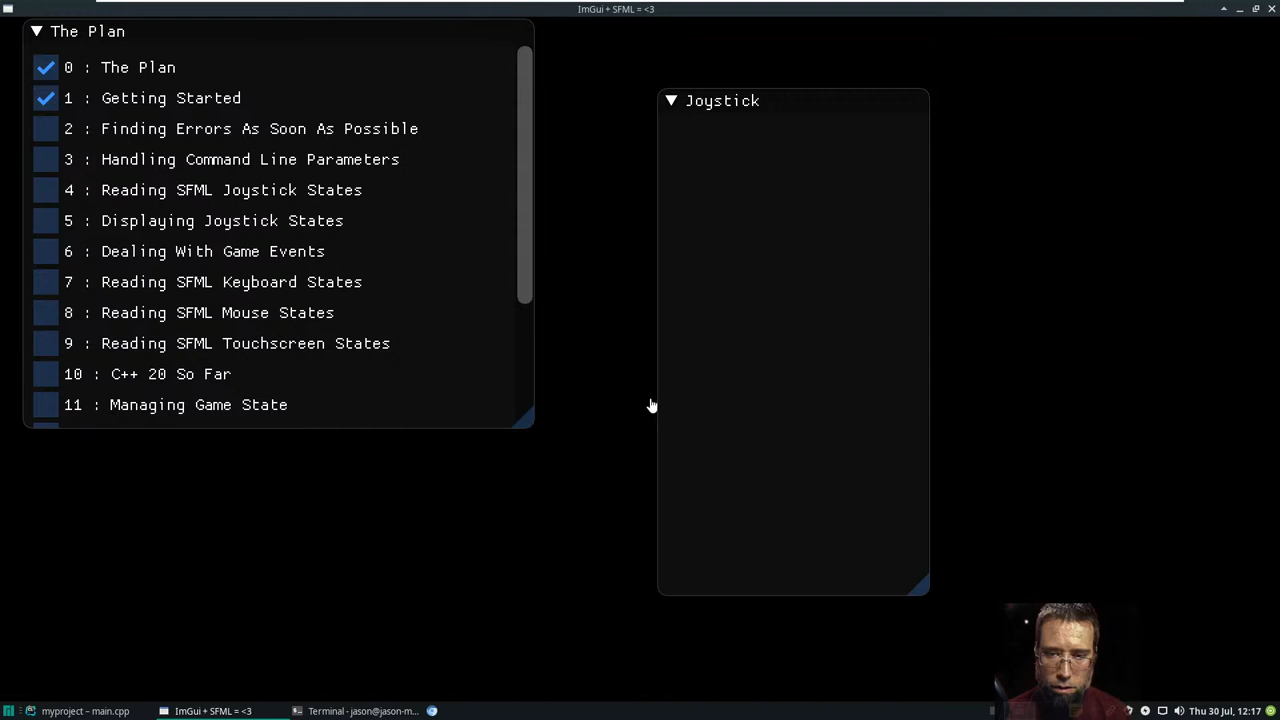 ImGui + SFML = <3
The Plan
0 : The Plan
1 : Getting Started
2 : Finding Errors As Soon As Possible
3 : Handling Command Line Parameters
4 : Reading SFML Joystick States
5 : Displaying Joystick States
6 : Dealing With Game Events
7 : Reading SFML Keyboard States
8 : Reading SFML Mouse States
9 : Reading SFML Touchscreen States
10 : C++ 20 So Far
11 : Managing Game State
Joystick
myproject – main.cpp
ImGui + SFML = <3
Terminal - jason@jason-m...
Thu 30 Jul, 12:17